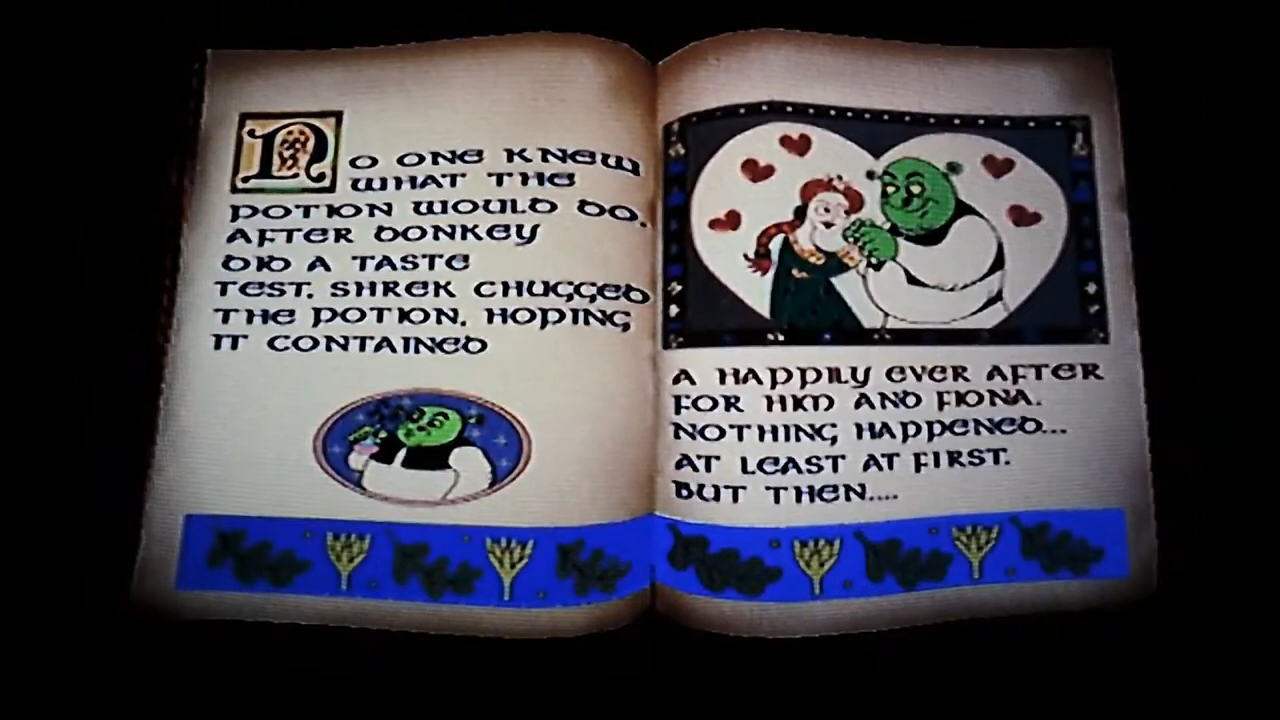 NO ONE KNEW
WHAT THE
POTION WOULD DO.
AFTER DONKEY
DID A TASTE
TEST, SHREK CHUGGED
THE POTION, HOPING
IT CONTAINED
A HAPPILY EVER AFTER
FOR HIM AND FIONA.
NOTHING HAPPENED...
AT LEAST AT FIRST.
BUT THEN....